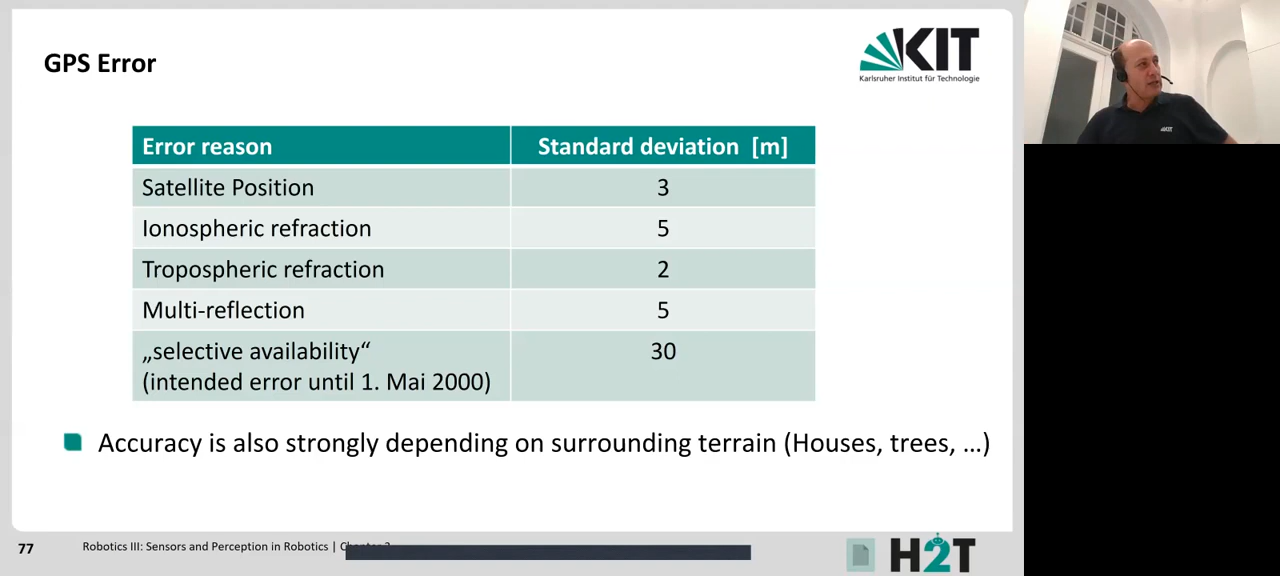 GPS Error
KIT
Karlsruher Institut für Technologie
Error reason
Standard deviation [m]
Satellite Position
3
Ionospheric refraction
5
Tropospheric refraction
2
Multi-reflection
5
„selective availability“
30
(intended error until 1. Mai 2000)
Accuracy is also strongly depending on surrounding terrain (Houses, trees, …)
77
Robotics III: Sensors and Perception in Robotics |
H2T
KIT